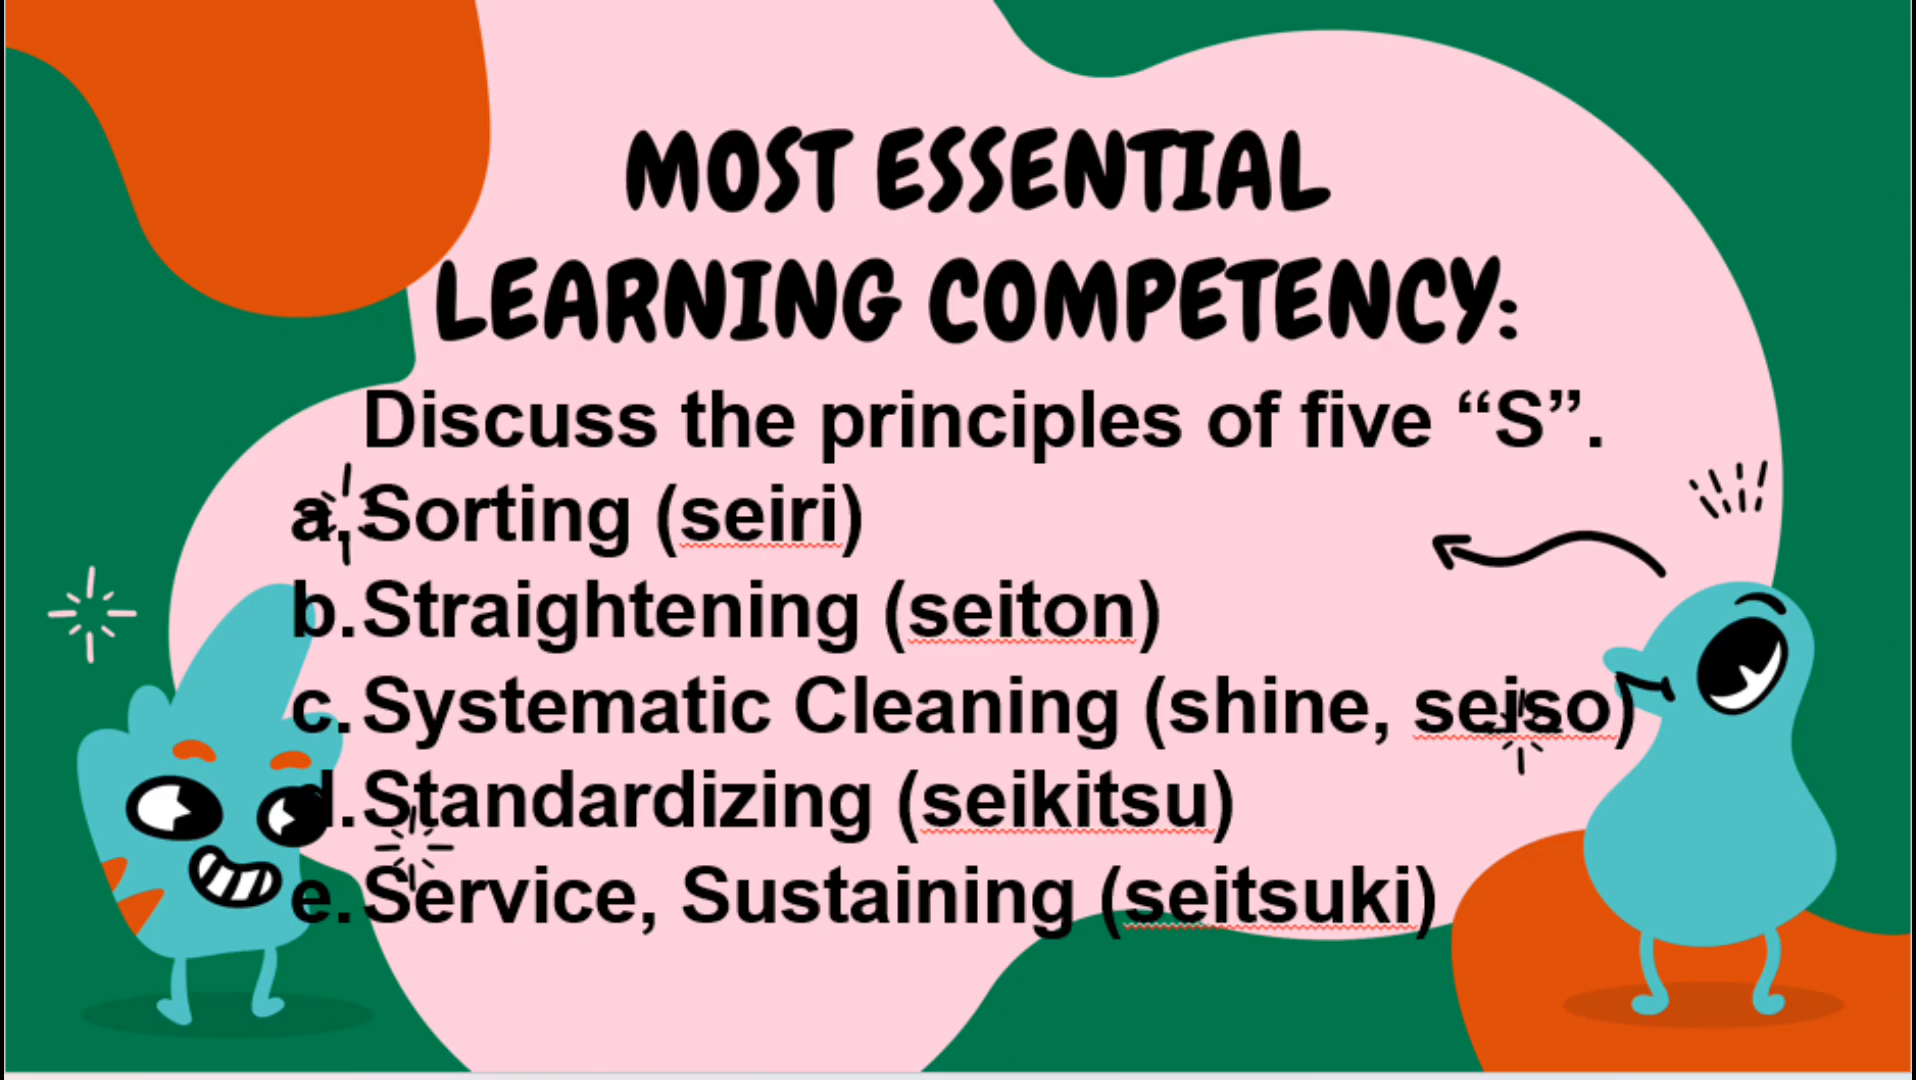 MOST ESSENTIAL
LEARNING COMPETENCY:
Discuss the principles of five “S”.
a. Sorting (seiri)
b. Straightening (seiton)
c. Systematic Cleaning (shine, seiso)
d. Standardizing (seikitsu)
e. Service, Sustaining (seitsuki)